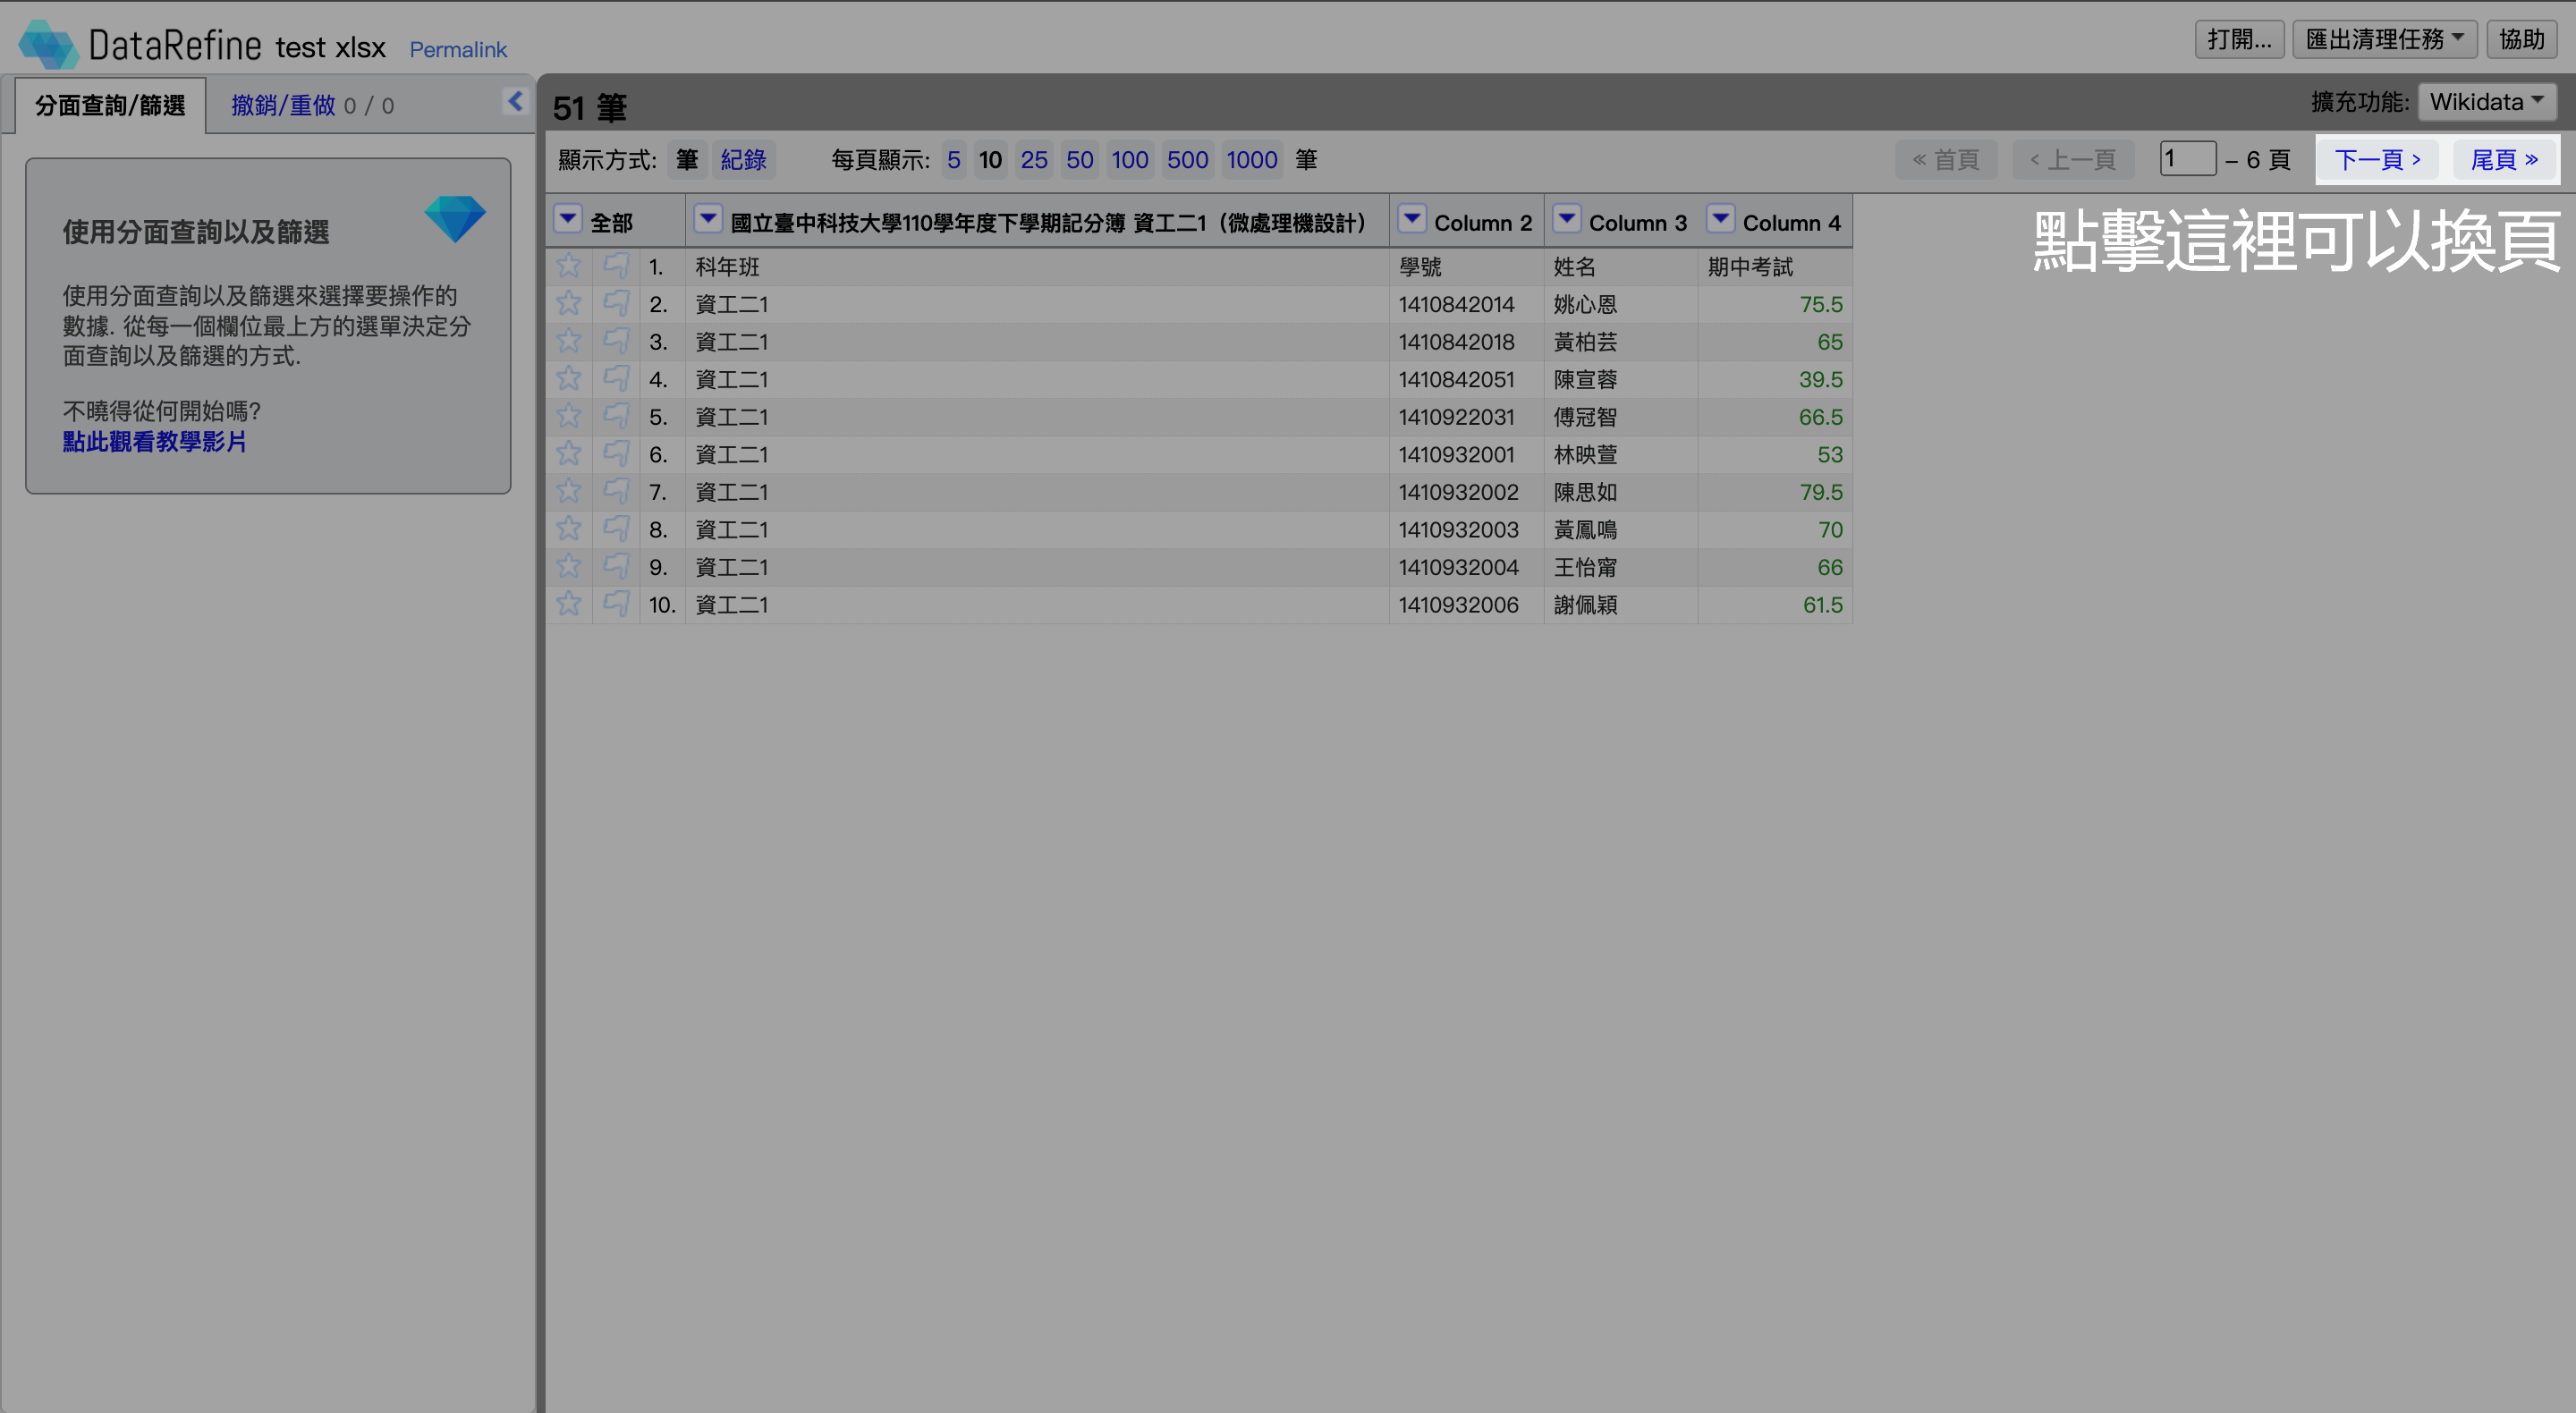 DataRefine test xlsx Permalink
打開... 匯出清理任務 協助
分面查詢/篩選 撤銷/重做 0 / 0
51 筆
擴充功能: Wikidata
顯示方式: 筆 紀錄 每頁顯示: 5 10 25 50 100 500 1000 筆
« 首頁 ‹ 上一頁 1 – 6 頁 下一頁 › 尾頁 »
點擊這裡可以換頁
使用分面查詢以及篩選
使用分面查詢以及篩選來選擇要操作的
數據. 從每一個欄位最上方的選單決定分
面查詢以及篩選的方式.
不曉得從何開始嗎?
點此觀看教學影片
全部 國立臺中科技大學110學年度下學期記分簿 資工二1（微處理機設計） Column 2 Column 3 Column 4
1. 科年班 學號 姓名 期中考試
2. 資工二1 1410842014 姚心恩 75.5
3. 資工二1 1410842018 黃柏芸 65
4. 資工二1 1410842051 陳宣蓉 39.5
5. 資工二1 1410922031 傅冠智 66.5
6. 資工二1 1410932001 林映萱 53
7. 資工二1 1410932002 陳思如 79.5
8. 資工二1 1410932003 黃鳳鳴 70
9. 資工二1 1410932004 王怡甯 66
10. 資工二1 1410932006 謝佩穎 61.5